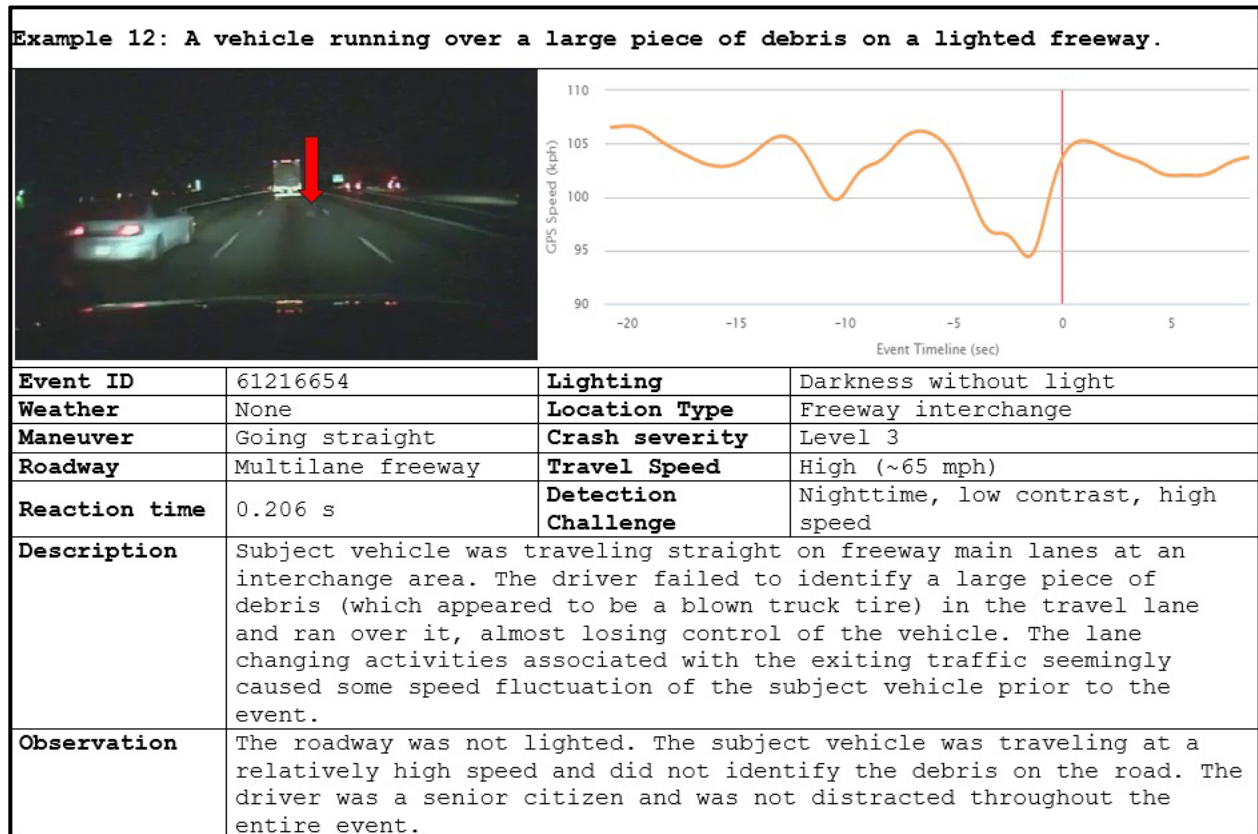 Example 12: A vehicle running over a large piece of debris on a lighted freeway.
110
105
100
95
90
GPS Speed (kph)
-20 -15 -10 -5 0 5
Event Timeline (sec)
Event ID 61216654 Lighting Darkness without light
Weather None Location Type Freeway interchange
Maneuver Going straight Crash severity Level 3
Roadway Multilane freeway Travel Speed High (~65 mph)
Reaction time 0.206 s Detection Challenge Nighttime, low contrast, high speed
Description Subject vehicle was traveling straight on freeway main lanes at an
interchange area. The driver failed to identify a large piece of
debris (which appeared to be a blown truck tire) in the travel lane
and ran over it, almost losing control of the vehicle. The lane
changing activities associated with the exiting traffic seemingly
caused some speed fluctuation of the subject vehicle prior to the
event.
Observation The roadway was not lighted. The subject vehicle was traveling at a
relatively high speed and did not identify the debris on the road. The
driver was a senior citizen and was not distracted throughout the
entire event.